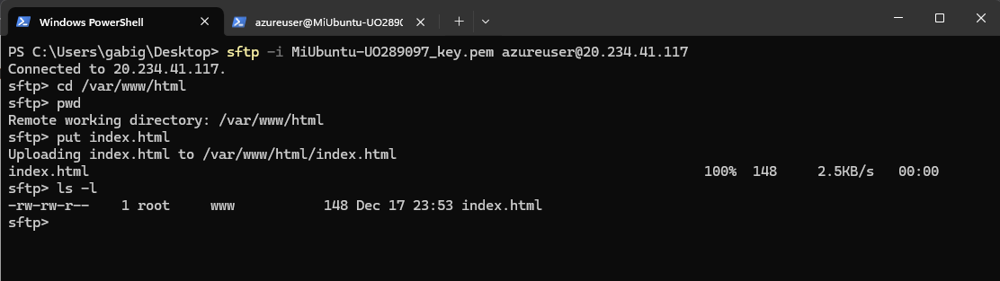 Windows PowerShell
azureuser@MiUbuntu-UO289
PS C:\Users\gabig\Desktop> sftp -i MiUbuntu-UO289097_key.pem azureuser@20.234.41.117
Connected to 20.234.41.117.
sftp> cd /var/www/html
sftp> pwd
Remote working directory: /var/www/html
sftp> put index.html
Uploading index.html to /var/www/html/index.html
index.html 100% 148 2.5KB/s 00:00
sftp> ls -l
-rw-rw-r-- 1 root www 148 Dec 17 23:53 index.html
sftp>